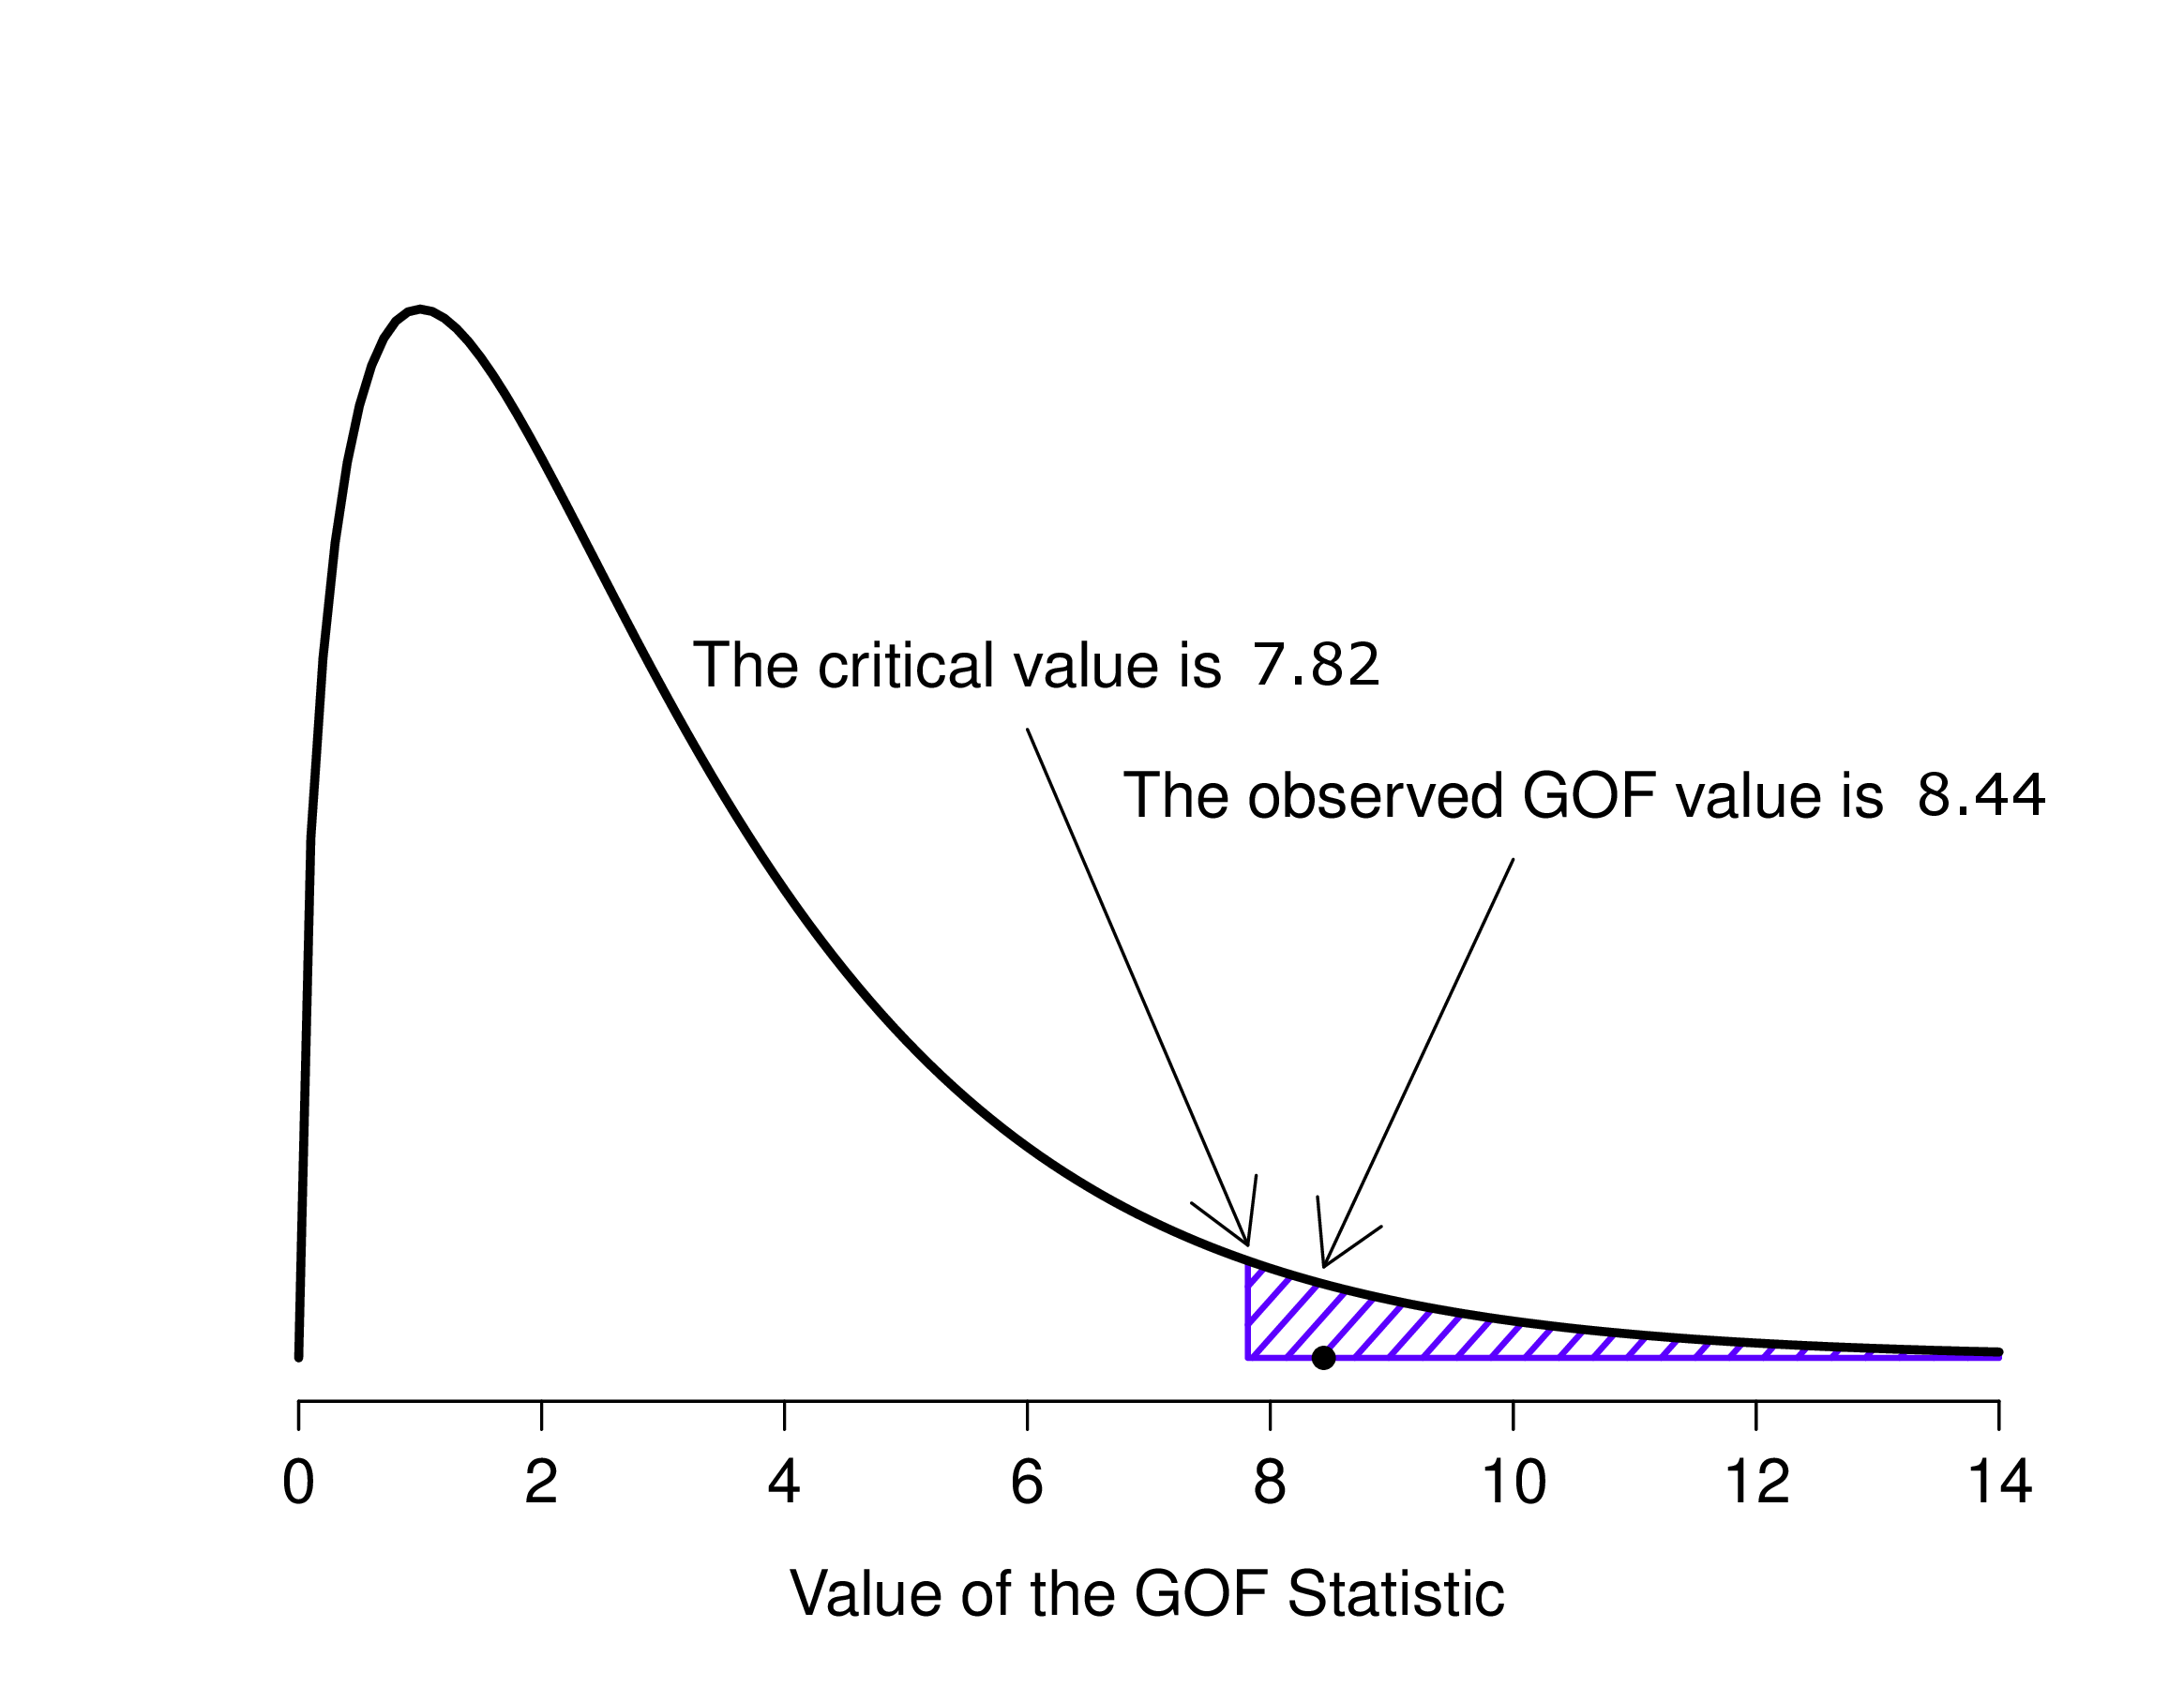 The critical value is 7.82
The observed GOF value is 8.44
0 2 4 6 8 10 12 14
Value of the GOF Statistic